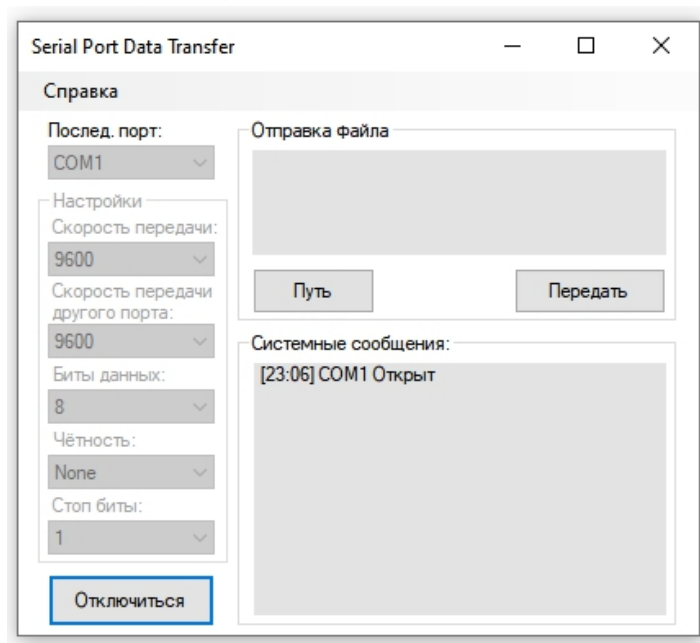 Serial Port Data Transfer
Справка
Послед. порт:
COM1
Настройки
Скорость передачи:
9600
Скорость передачи
другого порта:
9600
Биты данных:
8
Чётность:
None
Стоп биты:
1
Отключиться
Отправка файла
Путь
Передать
Системные сообщения:
[23:06] COM1 Открыт